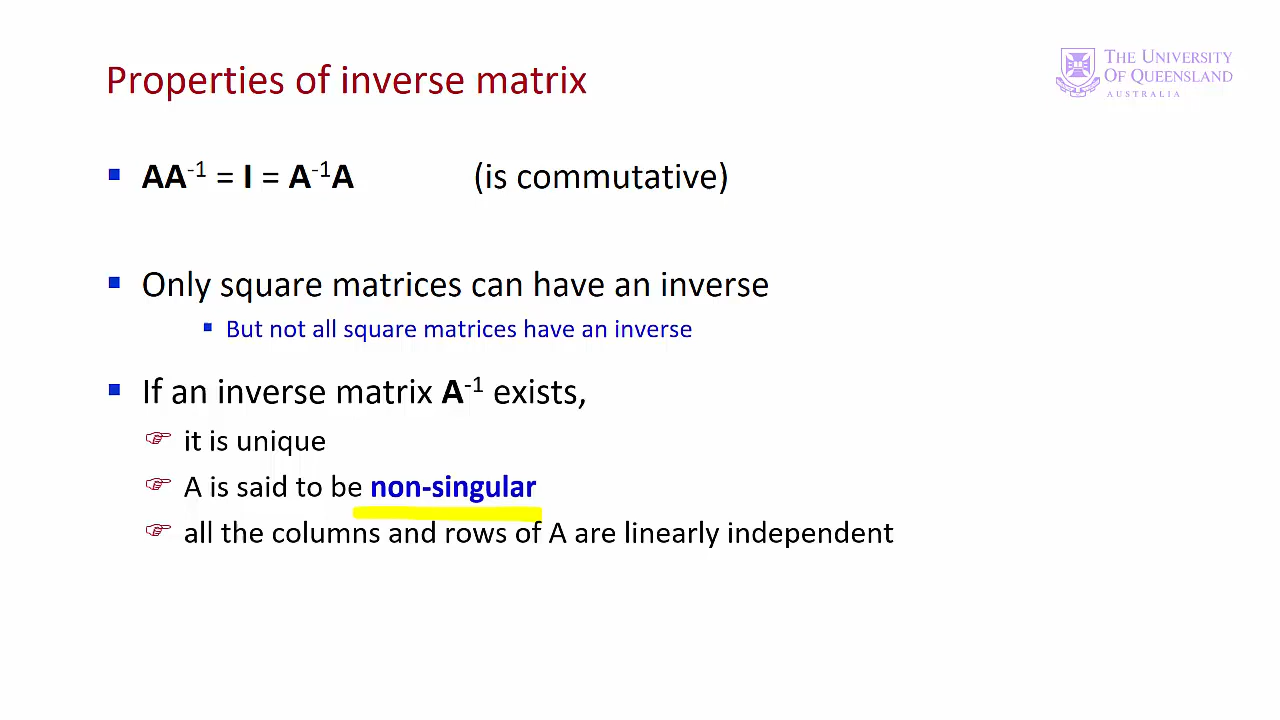 Properties of inverse matrix
THE UNIVERSITY
OF QUEENSLAND
AUSTRALIA
▪ AA⁻¹ = I = A⁻¹A (is commutative)
▪ Only square matrices can have an inverse
▪ But not all square matrices have an inverse
▪ If an inverse matrix A⁻¹ exists,
☞ it is unique
☞ A is said to be non-singular
☞ all the columns and rows of A are linearly independent